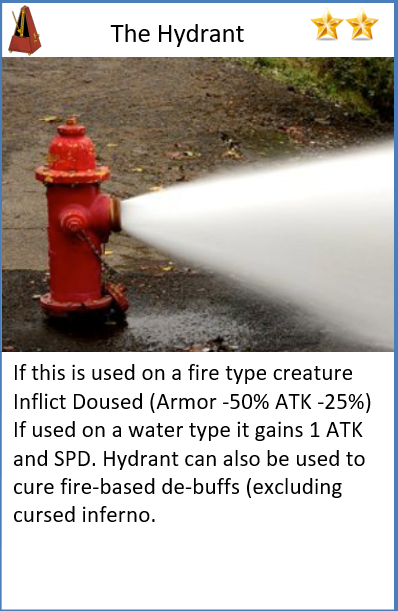 The Hydrant
If this is used on a fire type creature
Inflict Doused (Armor -50% ATK -25%)
If used on a water type it gains 1 ATK
and SPD. Hydrant can also be used to
cure fire-based de-buffs (excluding
cursed inferno.